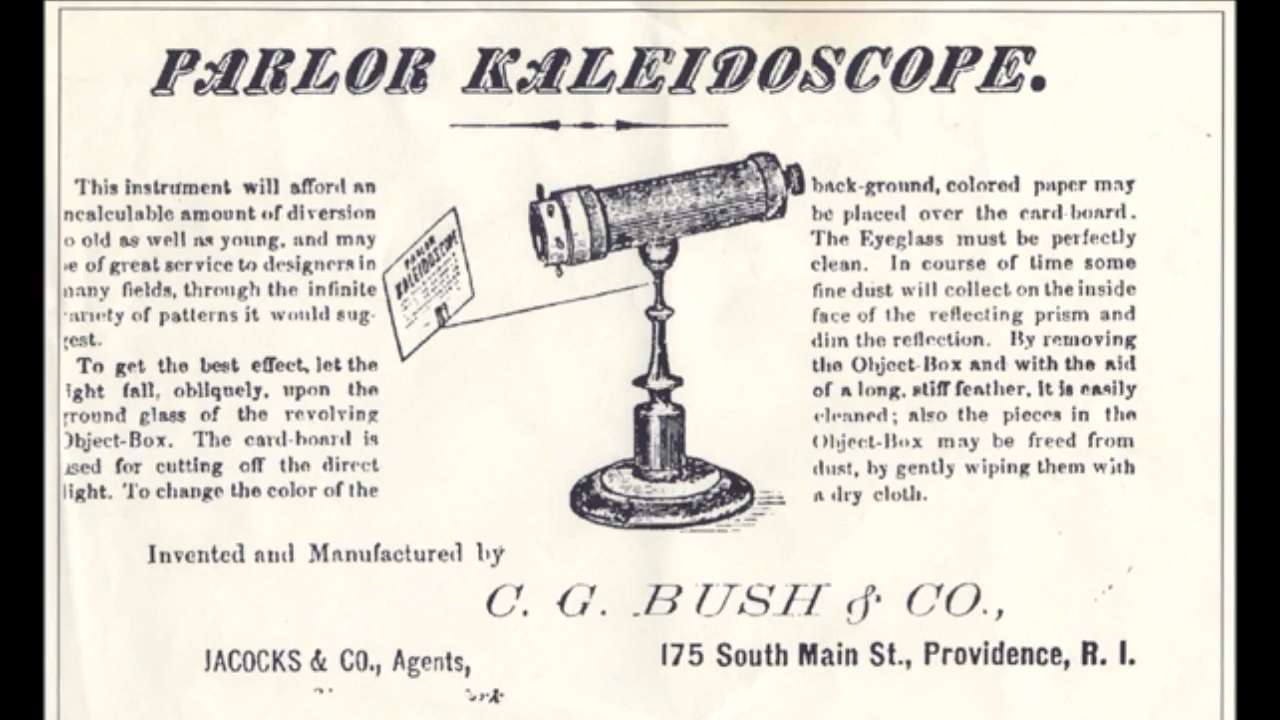 PARLOR KALEIDOSCOPE.
This instrument will afford an
ncalculable amount of diversion
o old as well as young, and may
e of great service to designers in
many fields, through the infinite
ariety of patterns it would sug-
gest.
To get the best effect, let the
ight fall, obliquely, upon the
ground glass of the revolving
Object-Box. The card-board is
used for cutting off the direct
light. To change the color of the
PARLOR
KALEIDOSCOPE
back-ground, colored paper may
be placed over the card-board.
The Eyeglass must be perfectly
clean. In course of time some
fine dust will collect on the inside
face of the reflecting prism and
dim the reflection. By removing
the Object-Box and with the aid
of a long, stiff feather, it is easily
cleaned; also the pieces in the
Object-Box may be freed from
dust, by gently wiping them with
a dry cloth.
Invented and Manufactured by
C. G. BUSH & CO.,
JACOCKS & CO., Agents,
175 South Main St., Providence, R. I.